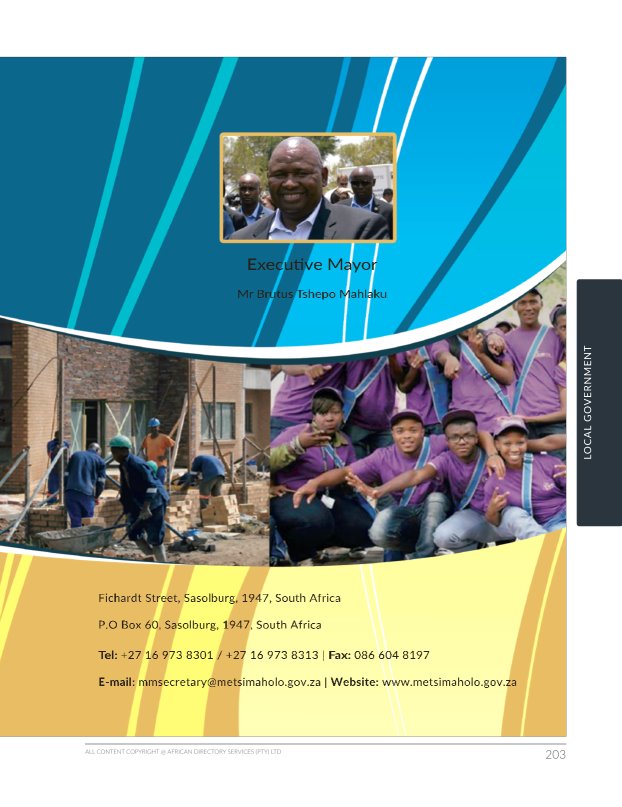 Executive Mayor
Mr Brutus Tshepo Mahlaku
LOCAL GOVERNMENT
Fichardt Street, Sasolburg, 1947, South Africa
P.O Box 60, Sasolburg, 1947, South Africa
Tel: +27 16 973 8301 / +27 16 973 8313 | Fax: 086 604 8197
E-mail: mmsecretary@metsimaholo.gov.za | Website: www.metsimaholo.gov.za
ALL CONTENT COPYRIGHT @ AFRICAN DIRECTORY SERVICES (PTY) LTD
203